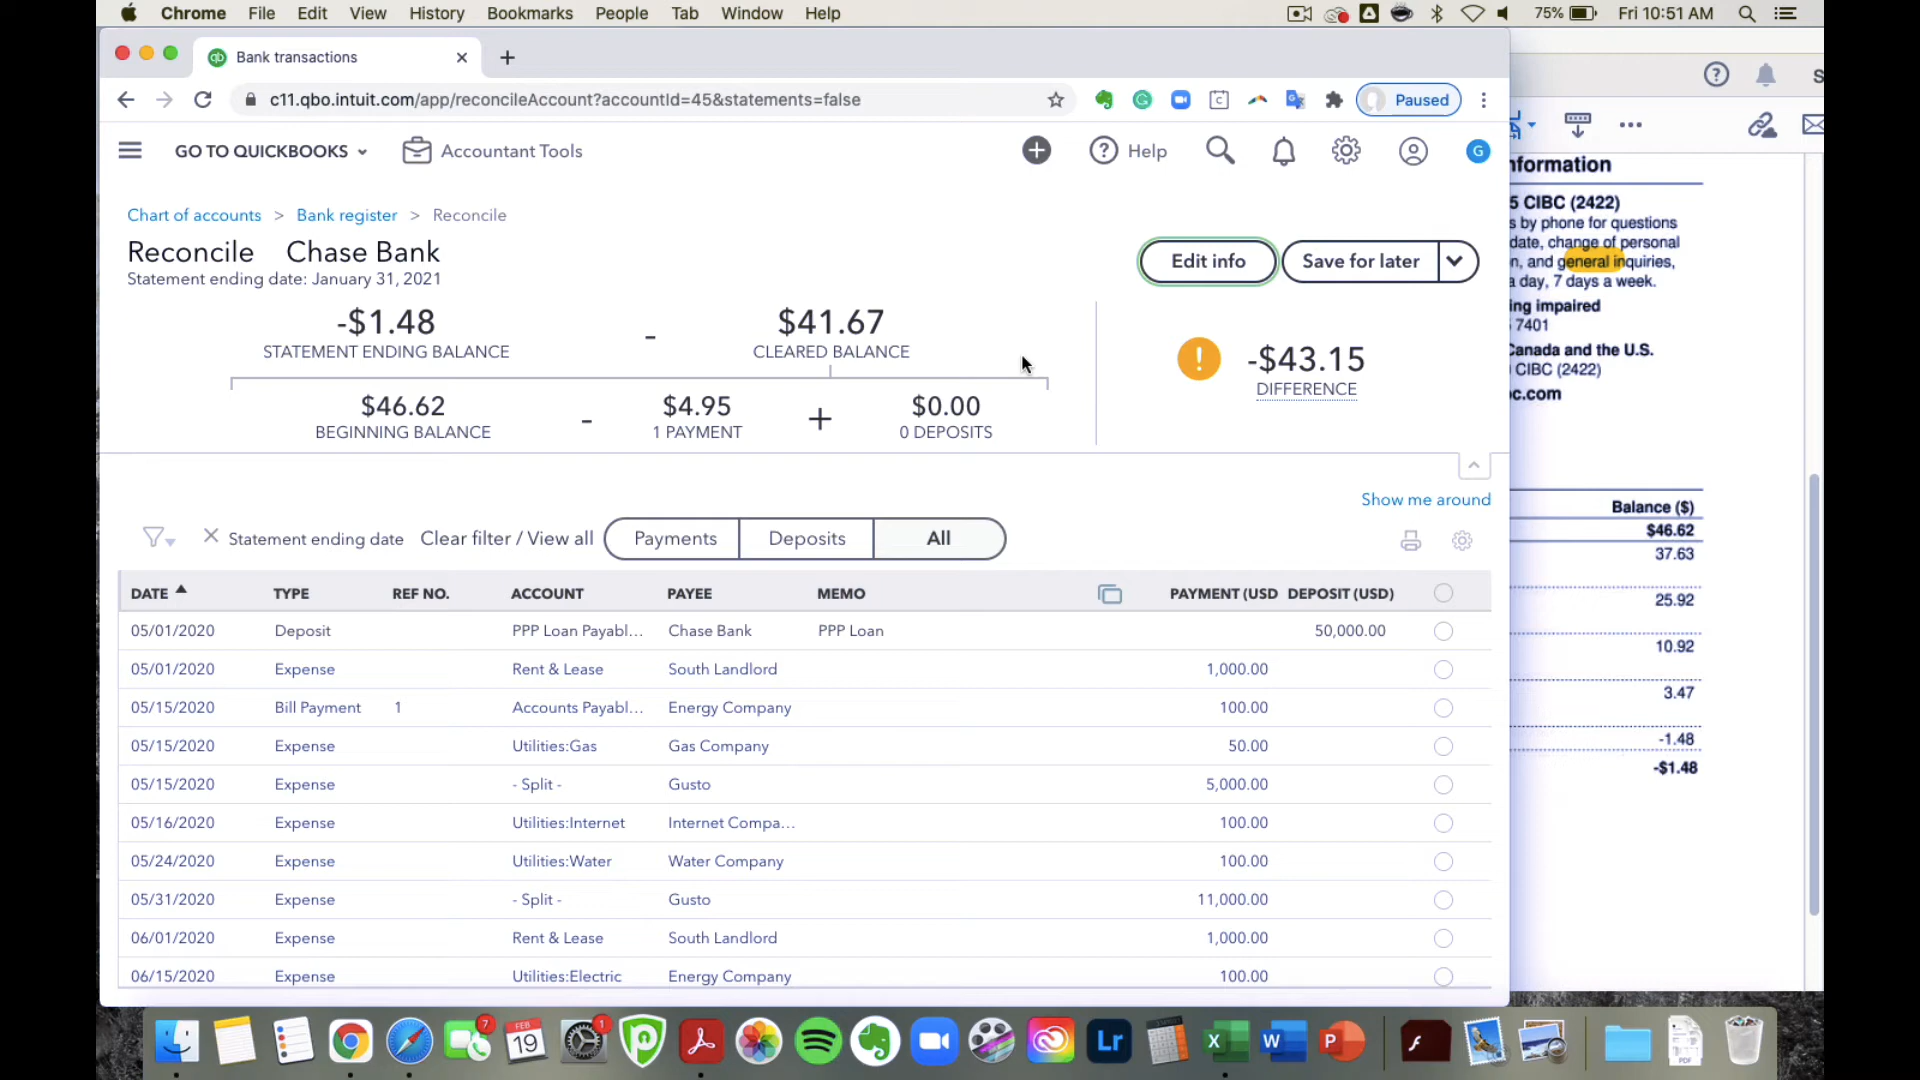 Chrome File Edit View History Bookmarks People Tab Window Help 75% Fri 10:51 AM
Bank transactions
c11.qbo.intuit.com/app/reconcileAccount?accountId=45&statements=false Paused
GO TO QUICKBOOKS Accountant Tools Help G
Chart of accounts > Bank register > Reconcile
Reconcile Chase Bank
Statement ending date: January 31, 2021
Edit info Save for later
-$1.48 - $41.67
STATEMENT ENDING BALANCE CLEARED BALANCE
! -$43.15
DIFFERENCE
$46.62 - $4.95 + $0.00
BEGINNING BALANCE 1 PAYMENT 0 DEPOSITS
Show me around
Statement ending date Clear filter / View all Payments Deposits All
DATE TYPE REF NO. ACCOUNT PAYEE MEMO PAYMENT (USD DEPOSIT (USD)
05/01/2020 Deposit PPP Loan Payabl... Chase Bank PPP Loan 50,000.00
05/01/2020 Expense Rent & Lease South Landlord 1,000.00
05/15/2020 Bill Payment 1 Accounts Payabl... Energy Company 100.00
05/15/2020 Expense Utilities:Gas Gas Company 50.00
05/15/2020 Expense - Split - Gusto 5,000.00
05/16/2020 Expense Utilities:Internet Internet Compa... 100.00
05/24/2020 Expense Utilities:Water Water Company 100.00
05/31/2020 Expense - Split - Gusto 11,000.00
06/01/2020 Expense Rent & Lease South Landlord 1,000.00
06/15/2020 Expense Utilities:Electric Energy Company 100.00
nformation
5 CIBC (2422)
s by phone for questions
date, change of personal
n, and general inquiries,
a day, 7 days a week.
ing impaired
7401
Canada and the U.S.
CIBC (2422)
c.com
Balance ($)
$46.62
37.63
25.92
10.92
3.47
-1.48
-$1.48
7 FEB 19 1 Lr X W P PDF